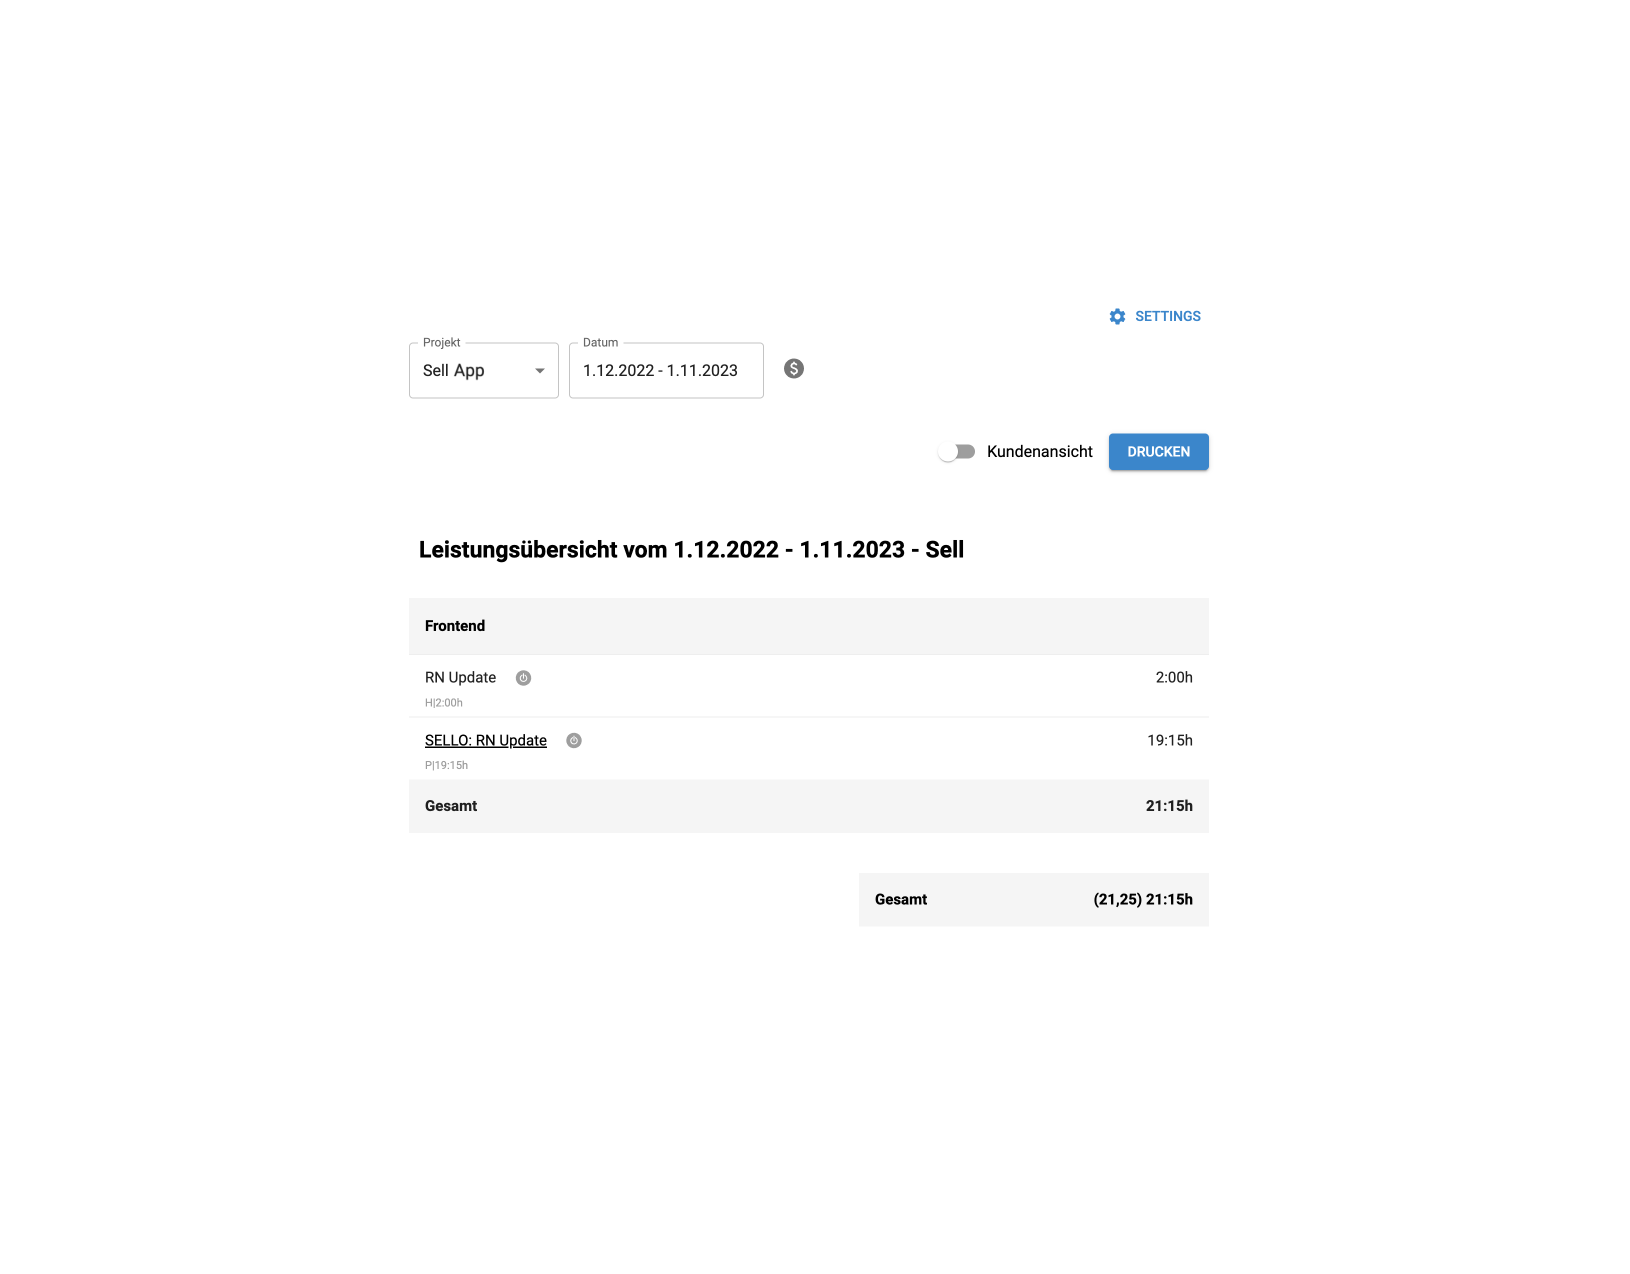 SETTINGS
Projekt
Sell App
Datum
1.12.2022 - 1.11.2023
Kundenansicht
DRUCKEN
Leistungsübersicht vom 1.12.2022 - 1.11.2023 - Sell
Frontend
RN Update 2:00h
H|2:00h
SELLO: RN Update 19:15h
P|19:15h
Gesamt 21:15h
Gesamt (21,25) 21:15h